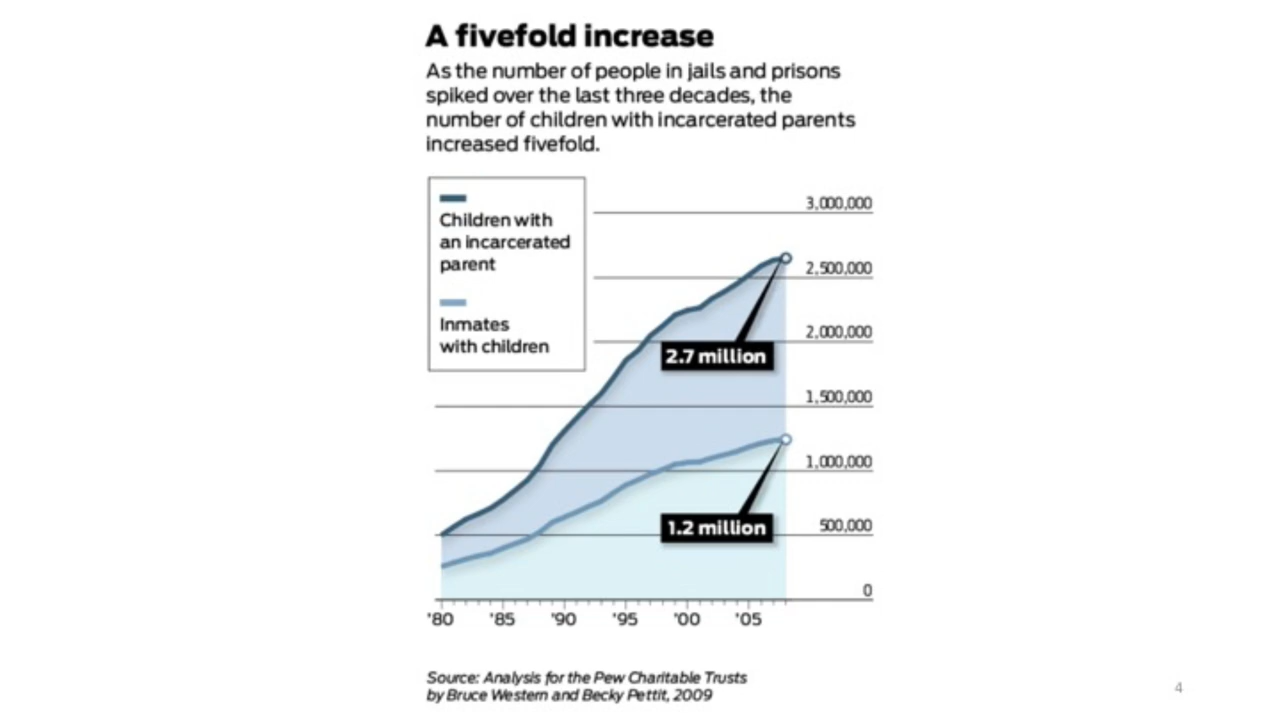 A fivefold increase
As the number of people in jails and prisons
spiked over the last three decades, the
number of children with incarcerated parents
increased fivefold.
Children with
an incarcerated
parent
Inmates
with children
3,000,000
2,500,000
2,000,000
2.7 million
1,500,000
1,000,000
1.2 million
500,000
0
'80 '85 '90 '95 '00 '05
Source: Analysis for the Pew Charitable Trusts
by Bruce Western and Becky Pettit, 2009
4